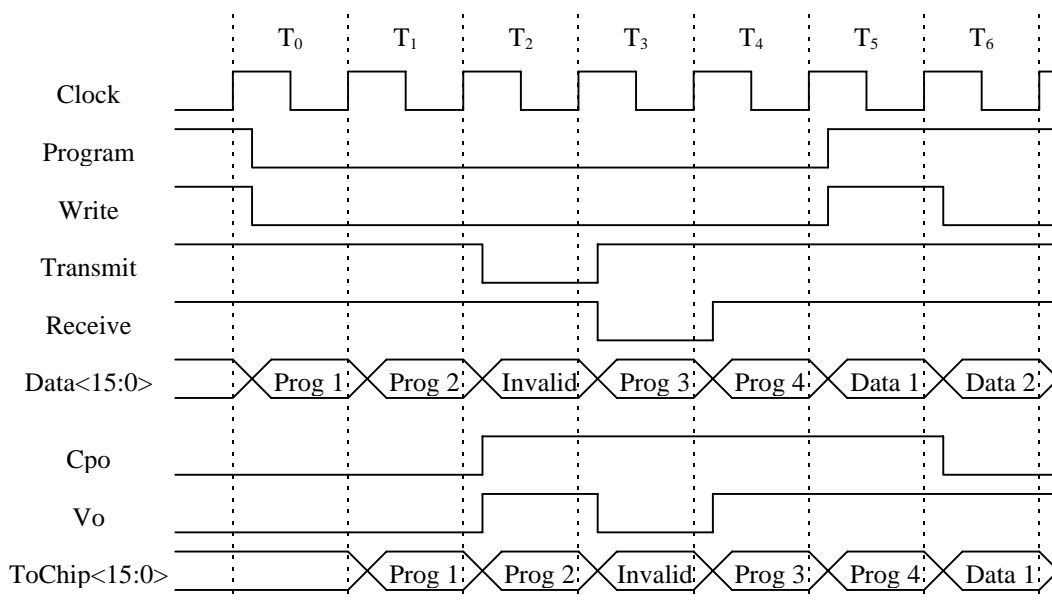 T₀ T₁ T₂ T₃ T₄ T₅ T₆
Clock
Program
Write
Transmit
Receive
Data<15:0> Prog 1 Prog 2 Invalid Prog 3 Prog 4 Data 1 Data 2
Cpo
Vo
ToChip<15:0> Prog 1 Prog 2 Invalid Prog 3 Prog 4 Data 1